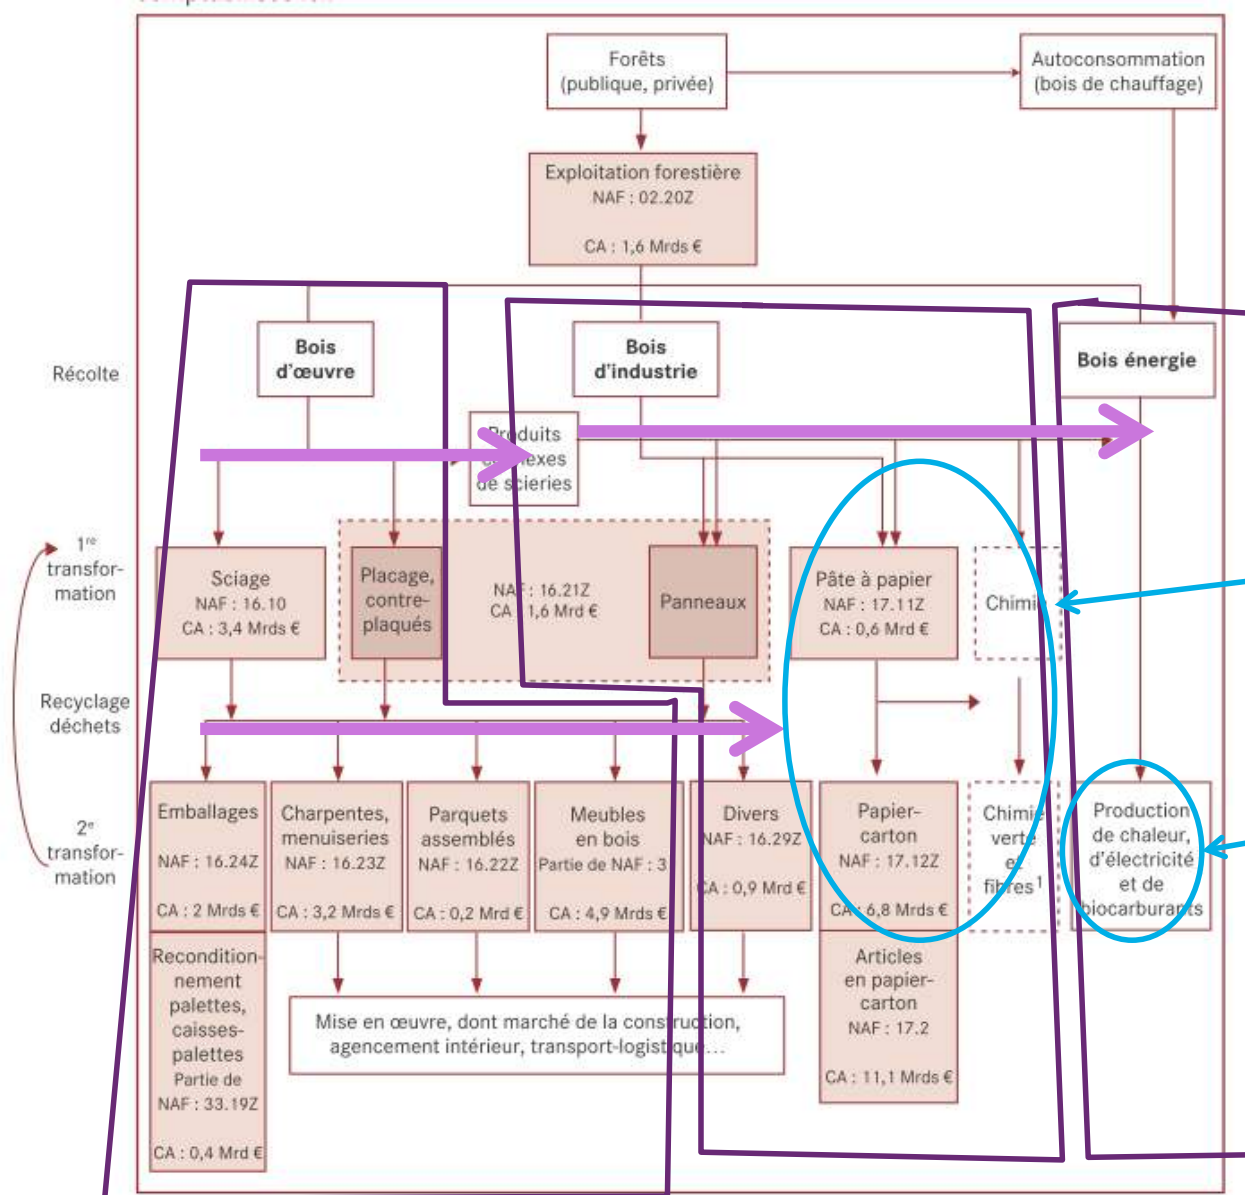 Forêts
(publique, privée)
Autoconsommation
(bois de chauffage)
Exploitation forestière
NAF : 02.20Z
CA : 1,6 Mrds €
Récolte
Bois
d'œuvre
Bois
d'industrie
Bois énergie
Produits
connexes
de scieries
1re
transfor-
mation
Sciage
NAF : 16.10
CA : 3,4 Mrds €
Placage,
contre-
plaqués
NAF : 16.21Z
CA : 1,6 Mrd €
Panneaux
Pâte à papier
NAF : 17.11Z
CA : 0,6 Mrd €
Chimie
Recyclage
déchets
2e
transfor-
mation
Emballages
NAF : 16.24Z
CA : 2 Mrds €
Charpentes,
menuiseries
NAF : 16.23Z
CA : 3,2 Mrds €
Parquets
assemblés
NAF : 16.22Z
CA : 0,2 Mrd €
Meubles
en bois
Partie de NAF : 3
CA : 4,9 Mrds €
Divers
NAF : 16.29Z
CA : 0,9 Mrd €
Papier-
carton
NAF : 17.12Z
CA : 6,8 Mrds €
Chimie
verte
et
fibres1
Production
de chaleur,
d'électricité
et de
biocarburants
Recondition-
nement
palettes,
caisses-
palettes
Partie de
NAF : 33.19Z
CA : 0,4 Mrd €
Mise en œuvre, dont marché de la construction,
agencement intérieur, transport-logistique...
Articles
en papier-
carton
NAF : 17.2
CA : 11,1 Mrds €